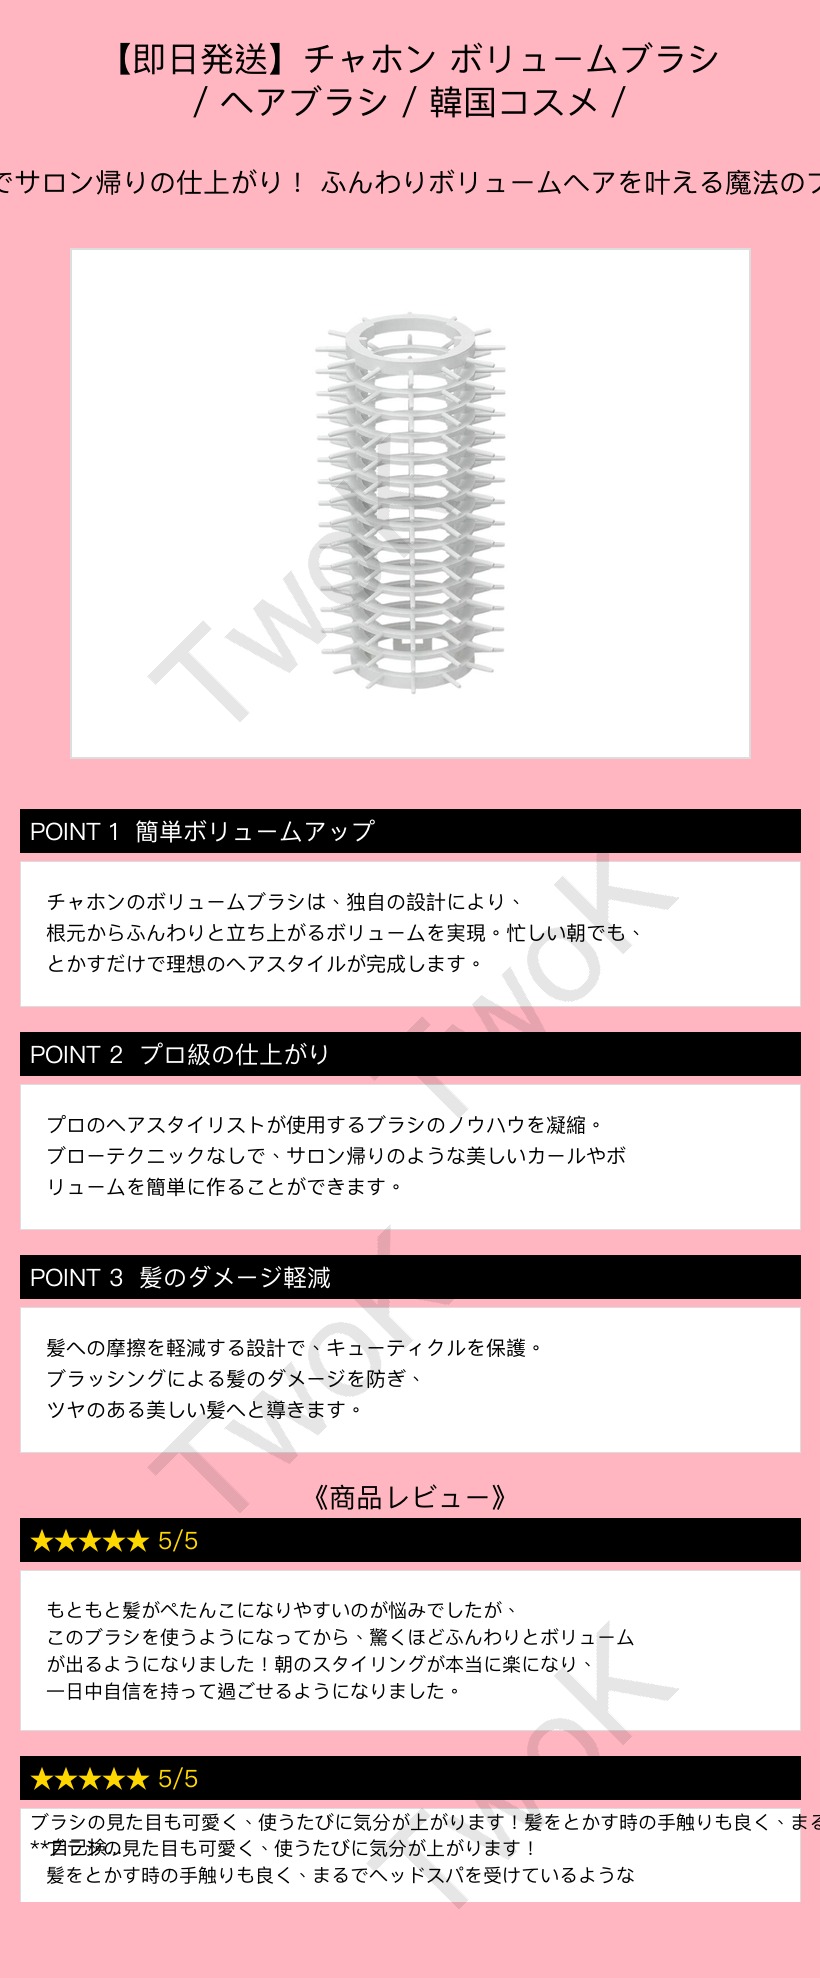 【即日発送】チャホン ボリュームブラシ
/ ヘアブラシ / 韓国コスメ /
でサロン帰りの仕上がり！ ふんわりボリュームヘアを叶える魔法のブ
TwoK
POINT 1 簡単ボリュームアップ
チャホンのボリュームブラシは、独自の設計により、
根元からふんわりと立ち上がるボリュームを実現。忙しい朝でも、
とかすだけで理想のヘアスタイルが完成します。
TwoK
POINT 2 プロ級の仕上がり
プロのヘアスタイリストが使用するブラシのノウハウを凝縮。
ブローテクニックなしで、サロン帰りのような美しいカールやボ
リュームを簡単に作ることができます。
POINT 3 髪のダメージ軽減
髪への摩擦を軽減する設計で、キューティクルを保護。
ブラッシングによる髪のダメージを防ぎ、
ツヤのある美しい髪へと導きます。
TwoK
《商品レビュー》
★★★★★ 5/5
もともと髪がぺたんこになりやすいのが悩みでしたが、
このブラシを使うようになってから、驚くほどふんわりとボリューム
が出るようになりました！朝のスタイリングが本当に楽になり、
一日中自信を持って過ごせるようになりました。
TwoK
★★★★★ 5/5
ブラシの見た目も可愛く、使うたびに気分が上がります！髪をとかす時の手触りも良く、まる
ブラシの見た目も可愛く、使うたびに気分が上がります！
髪をとかす時の手触りも良く、まるでヘッドスパを受けているような